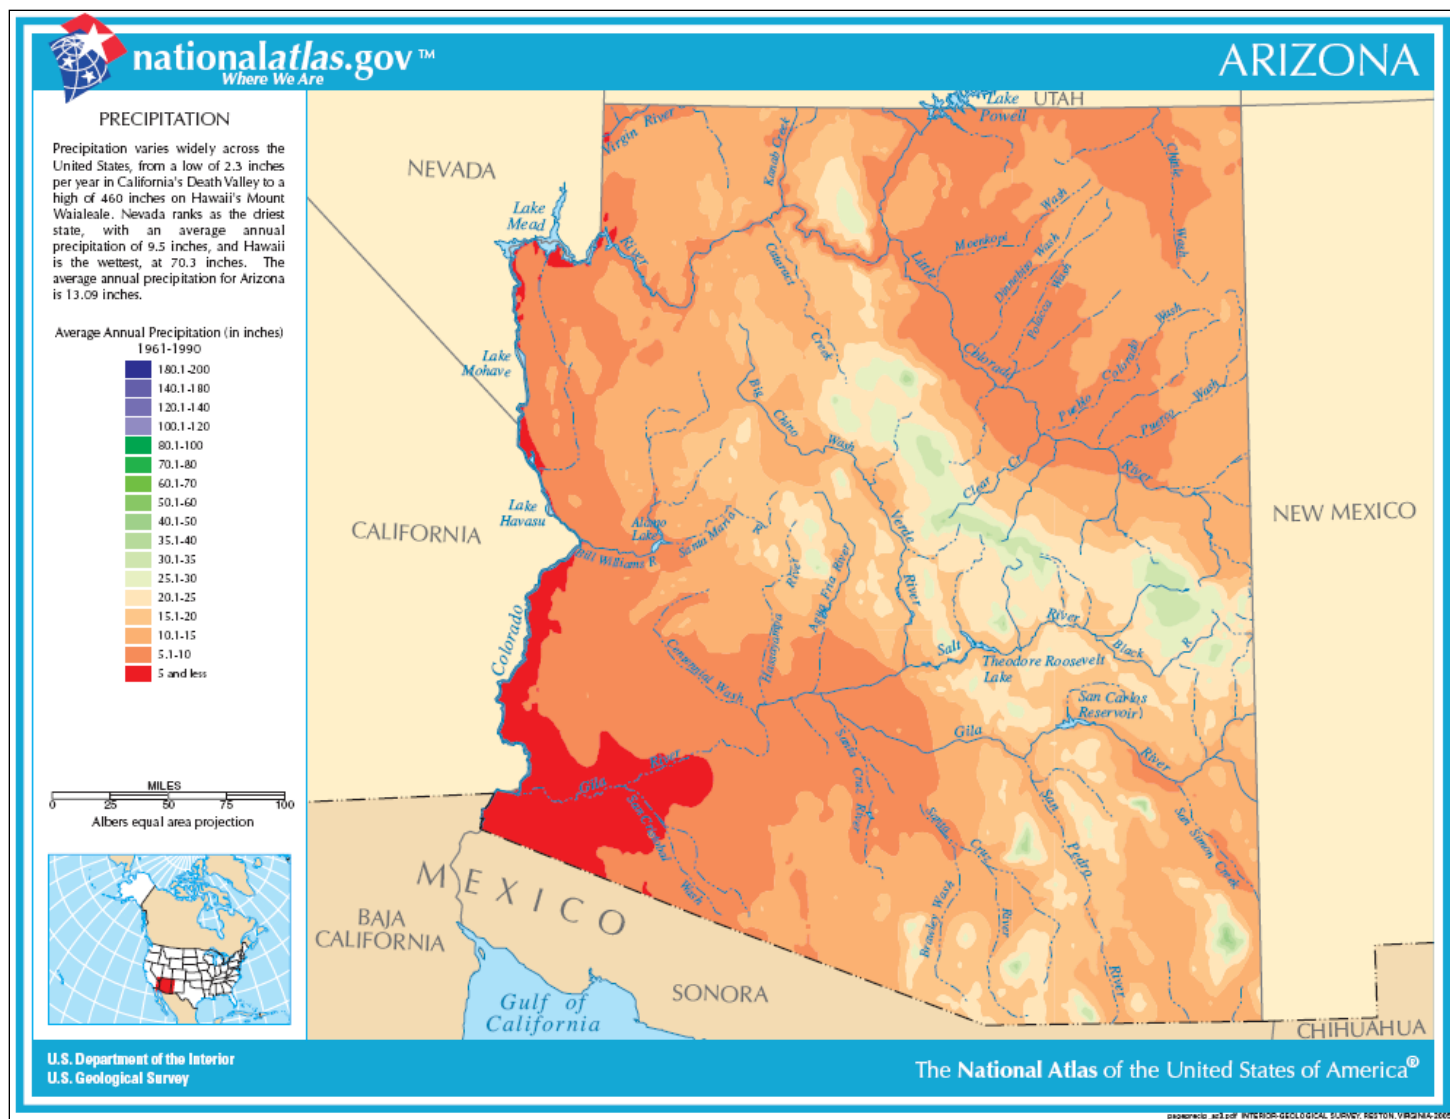 nationalatlas.gov™
Where We Are
ARIZONA
PRECIPITATION
Precipitation varies widely across the
United States, from a low of 2.3 inches
per year in California's Death Valley to a
high of 460 inches on Hawaii's Mount
Waialeale. Nevada ranks as the driest
state, with an average annual
precipitation of 9.5 inches, and Hawaii
is the wettest, at 70.3 inches. The
average annual precipitation for Arizona
is 13.09 inches.
Average Annual Precipitation (in inches)
1961-1990
180.1-200
140.1-180
120.1-140
100.1-120
80.1-100
70.1-80
60.1-70
50.1-60
40.1-50
35.1-40
30.1-35
25.1-30
20.1-25
15.1-20
10.1-15
5.1-10
5 and less
MILES
0 25 50 75 100
Albers equal area projection
UTAH
Lake
Powell
NEVADA
Virgin River
Kanab Creek
Chinle
Wash
Lake
Mead
River
Cataract
Creek
Little
Colorado
River
Moenkopi
Wash
Dinnebito Wash
Polacca Wash
Pueblo Colorado Wash
Puerco Wash
Lake
Mohave
Big
Chino
Wash
Clear Cr
Verde
River
NEW MEXICO
CALIFORNIA
Lake
Havasu
Alamo
Lake
Santa Maria
R
Bill Williams R
Hassayampa
River
Agua Fria River
Colorado
Centennial Wash
Salt
River
Theodore Roosevelt
Lake
Black
R
San Carlos
Reservoir
Gila
River
Gila
River
Santa Cruz River
San Cristobal
Wash
Santa
Cruz
River
San
Pedro
River
San Simon Creek
Brawley Wash
MEXICO
BAJA
CALIFORNIA
SONORA
Gulf of
California
CHIHUAHUA
U.S. Department of the Interior
U.S. Geological Survey
The National Atlas of the United States of America®
INTERIOR-GEOLOGICAL SURVEY, RESTON, VIRGINIA-2005